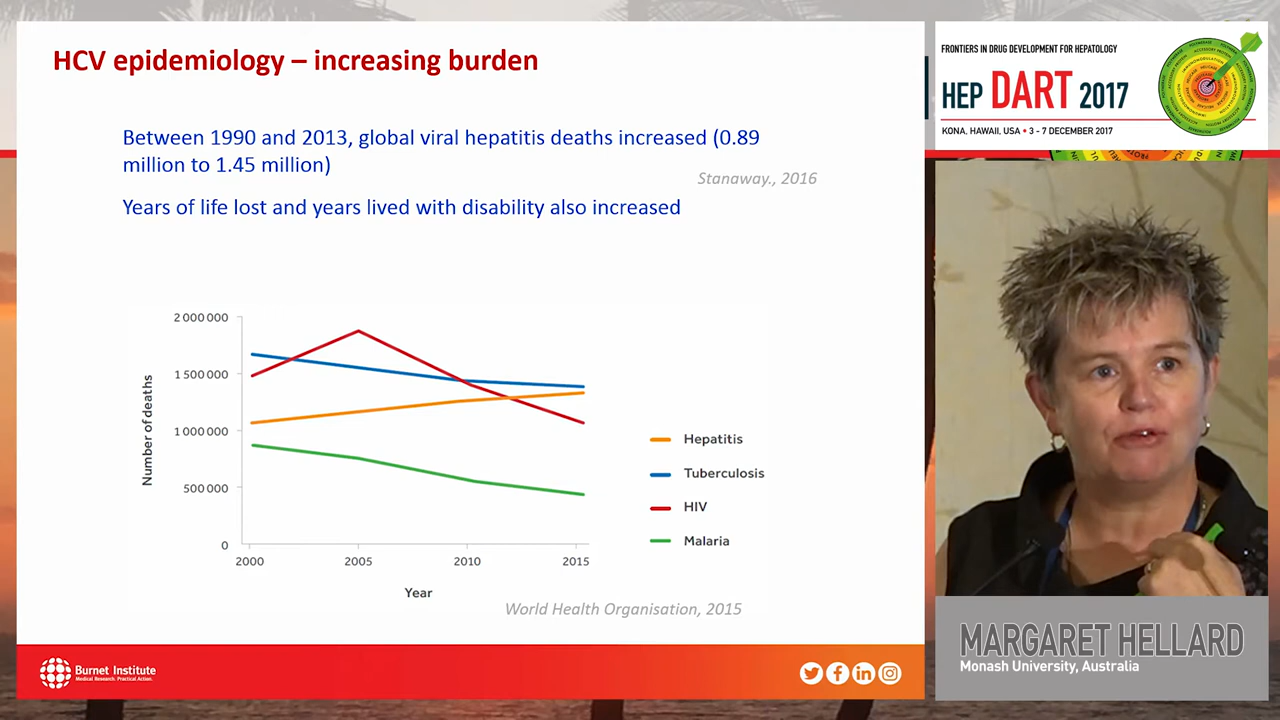 HCV epidemiology – increasing burden
Between 1990 and 2013, global viral hepatitis deaths increased (0.89
million to 1.45 million)
Stanaway., 2016
Years of life lost and years lived with disability also increased
2 000 000
1 500 000
1 000 000
500 000
0
Number of deaths
2000
2005
2010
2015
Year
Hepatitis
Tuberculosis
HIV
Malaria
World Health Organisation, 2015
Burnet Institute
Medical Research. Practical Action.
FRONTIERS IN DRUG DEVELOPMENT FOR HEPATOLOGY
HEP DART 2017
KONA, HAWAII, USA • 3 - 7 DECEMBER 2017
MARGARET HELLARD
Monash University, Australia